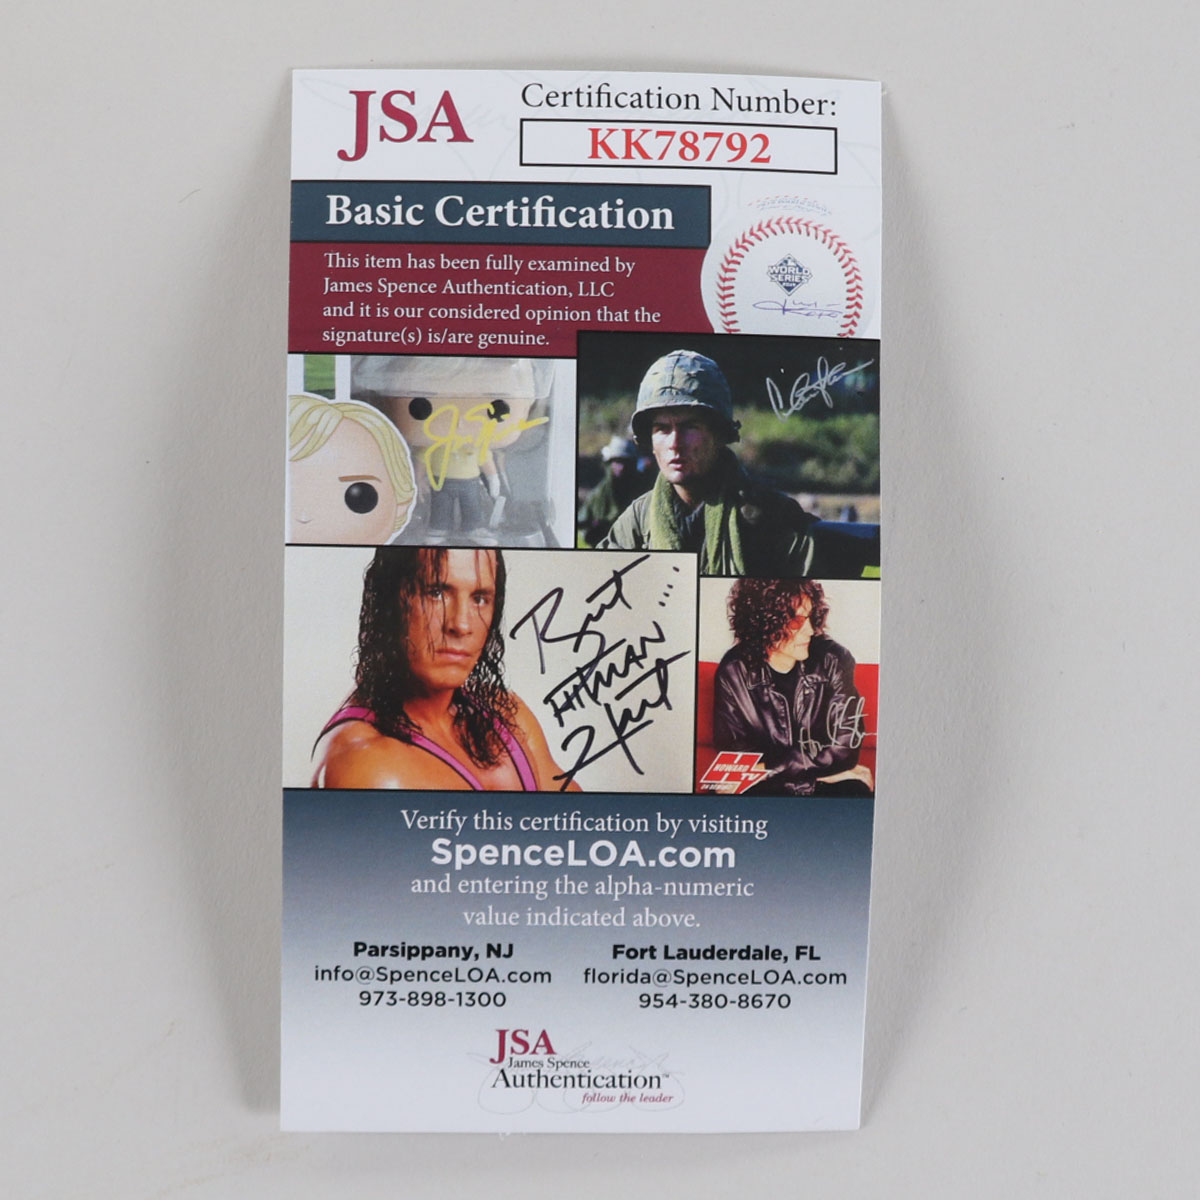 JSA
Certification Number:
KK78792
Basic Certification
This item has been fully examined by
James Spence Authentication, LLC
and it is our considered opinion that the
signature(s) is/are genuine.
WORLD
SERIES
Bret
HITMAN
Hart
HOWARD
TV
ON DEMAND
Verify this certification by visiting
SpenceLOA.com
and entering the alpha-numeric
value indicated above.
Parsippany, NJ
info@SpenceLOA.com
973-898-1300
Fort Lauderdale, FL
florida@SpenceLOA.com
954-380-8670
JSA
James Spence
Authentication™
follow the leader